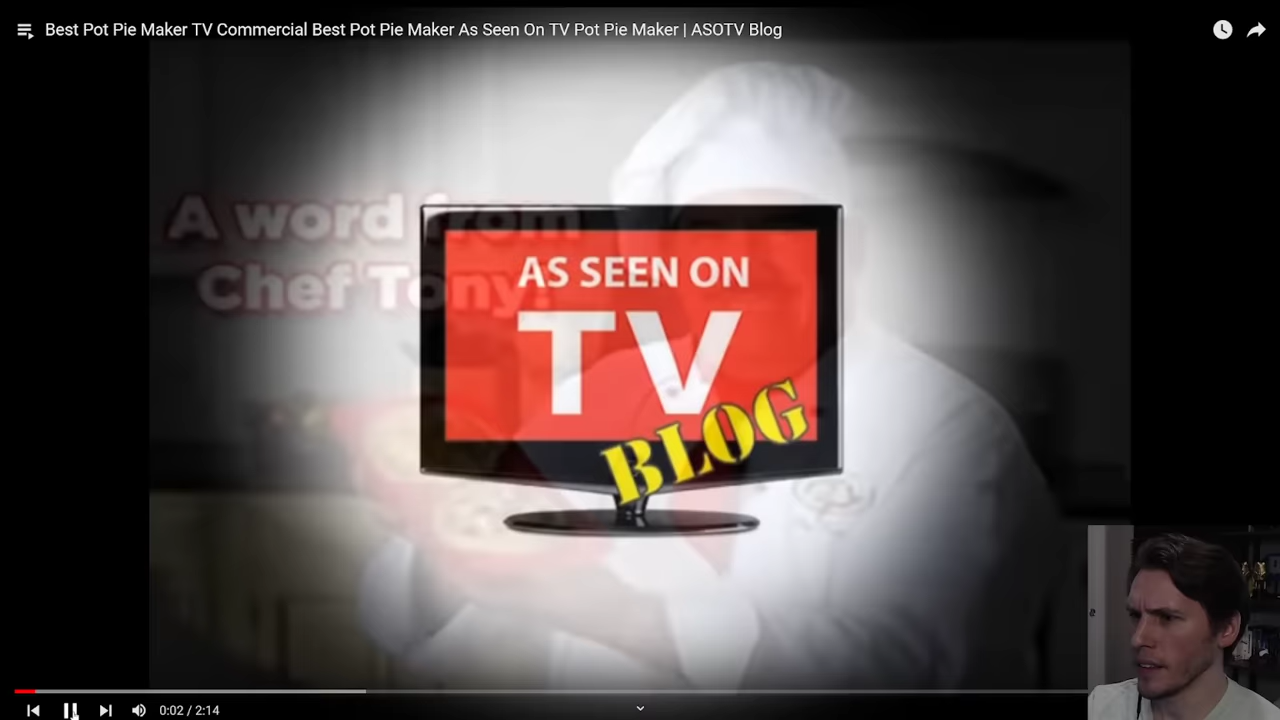 Best Pot Pie Maker TV Commercial Best Pot Pie Maker As Seen On TV Pot Pie Maker | ASOTV Blog
A word from
Chef Tony!
AS SEEN ON
TV
BLOG
0:02 / 2:14